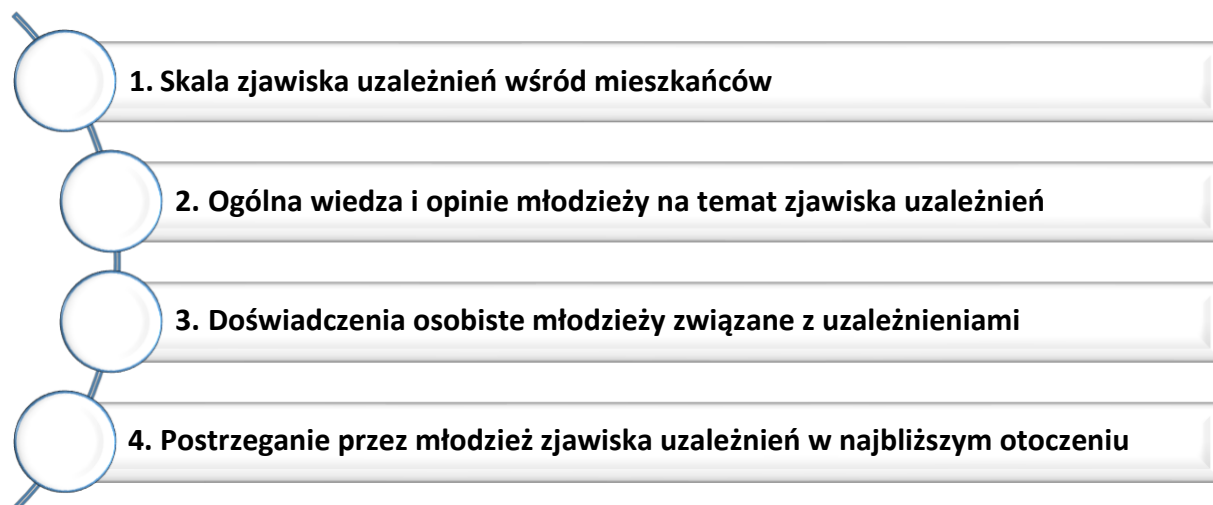 1. Skala zjawiska uzależnień wśród mieszkańców
2. Ogólna wiedza i opinie młodzieży na temat zjawiska uzależnień
3. Doświadczenia osobiste młodzieży związane z uzależnieniami
4. Postrzeganie przez młodzież zjawiska uzależnień w najbliższym otoczeniu